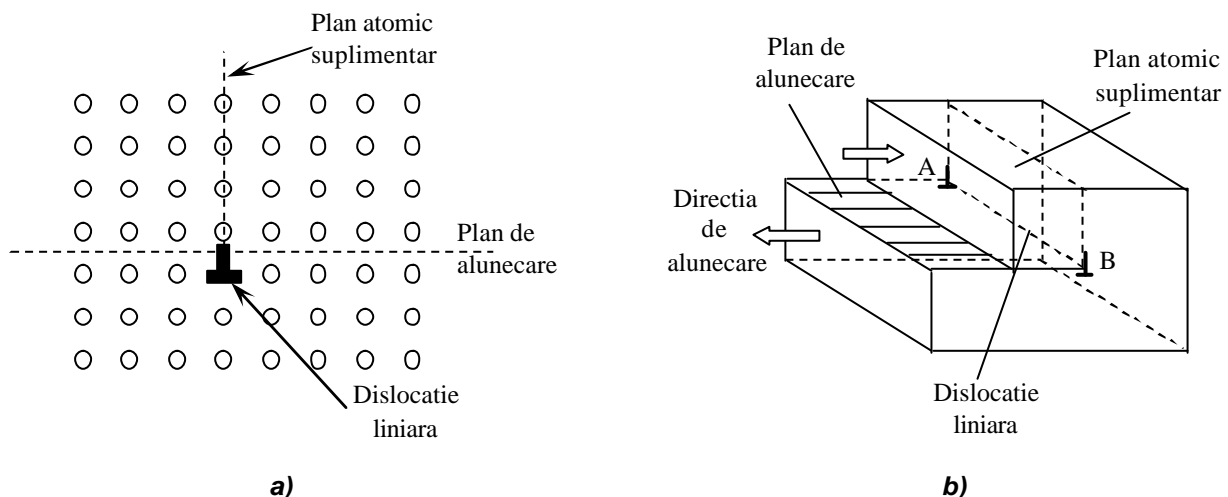 Plan atomic
suplimentar
Plan de
alunecare
Dislocatie
liniara
a)
Plan de
alunecare
Plan atomic
suplimentar
A
Directia
de
alunecare
B
Dislocatie
liniara
b)